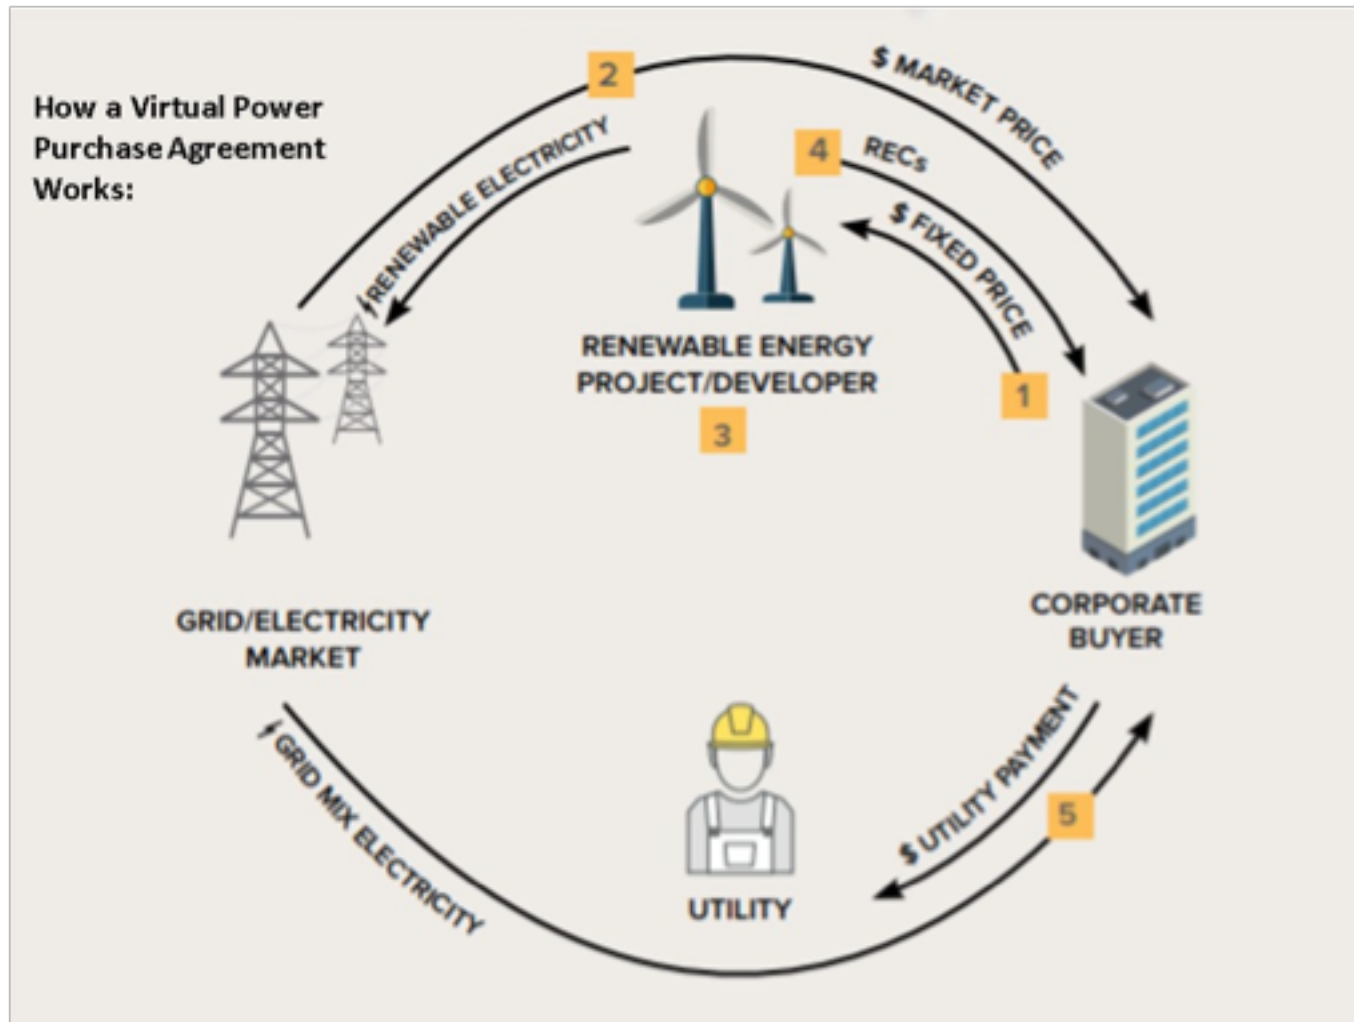 How a Virtual Power
Purchase Agreement
Works:
2
$ MARKET PRICE
RENEWABLE ELECTRICITY
4
RECs
$ FIXED PRICE
1
RENEWABLE ENERGY
PROJECT/DEVELOPER
3
GRID/ELECTRICITY
MARKET
CORPORATE
BUYER
GRID MIX ELECTRICITY
$ UTILITY PAYMENT
5
UTILITY